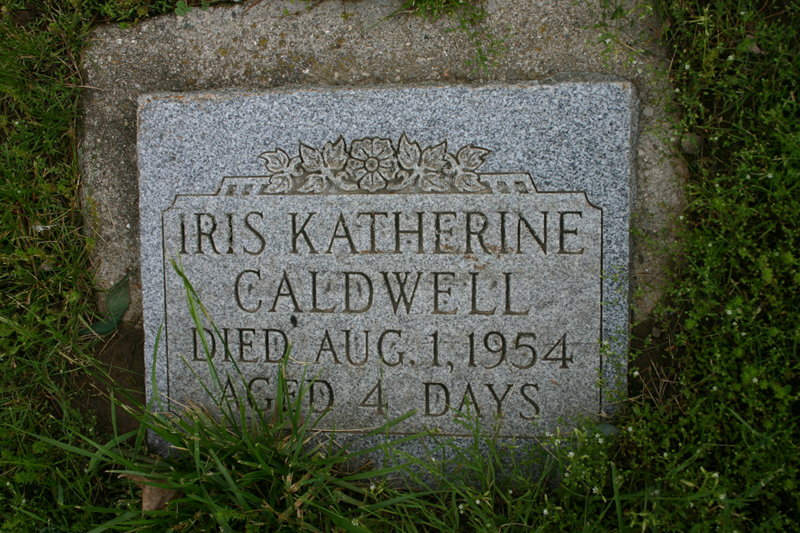 IRIS KATHERINE
CALDWELL
DIED AUG. 1, 1954
AGED 4 DAYS